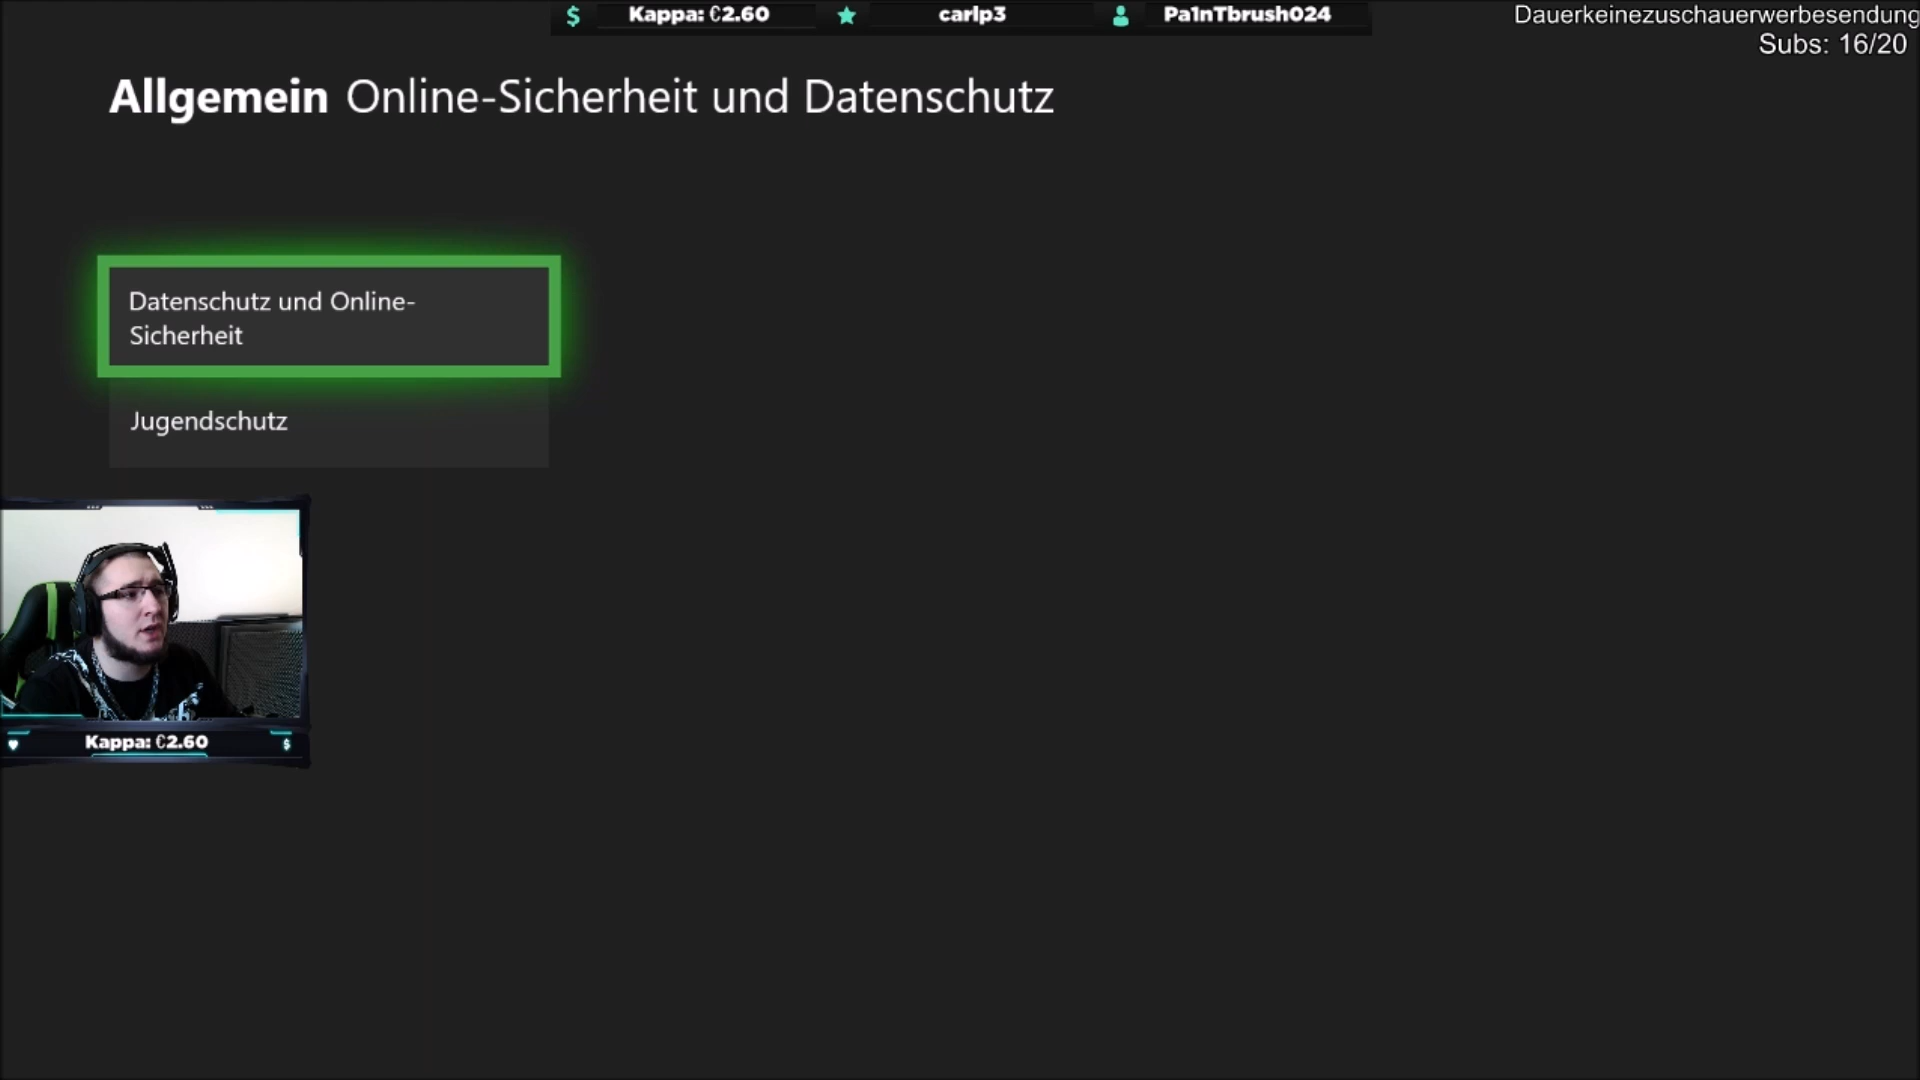 Kappa: €2.60
carlp3
Pa1nTbrush024
Dauerkeinezuschauerwerbesendung
Subs: 16/20
Allgemein Online-Sicherheit und Datenschutz
Datenschutz und Online-
Sicherheit
Jugendschutz
Kappa: €2.60